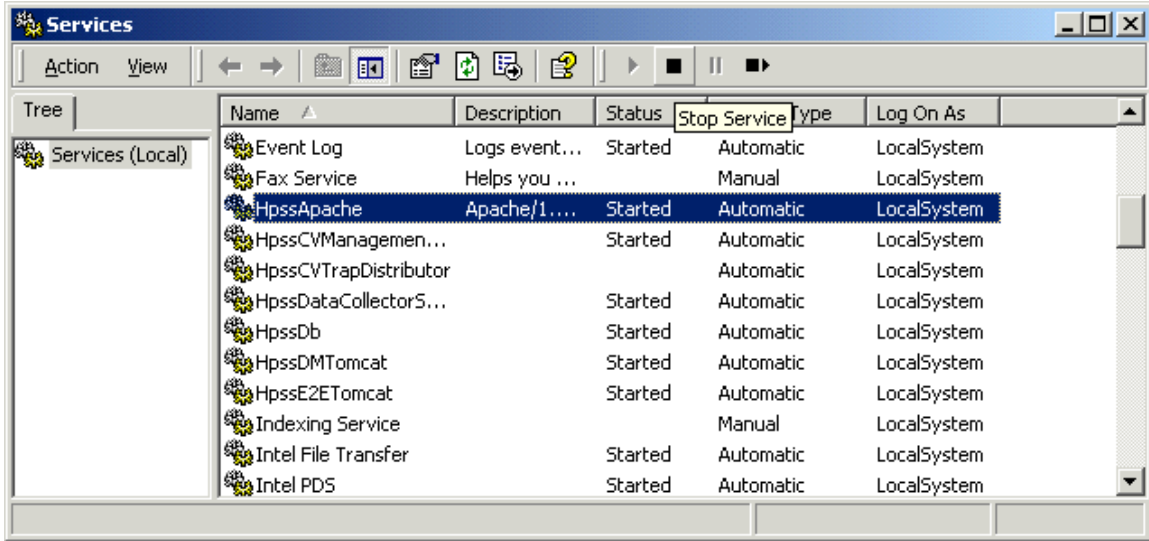 Services
Action View
Tree Name Description Status Stop Service Type Log On As
Services (Local) Event Log Logs event... Started Automatic LocalSystem
Fax Service Helps you ... Manual LocalSystem
HpssApache Apache/1.... Started Automatic LocalSystem
HpssCVManagemen... Started Automatic LocalSystem
HpssCVTrapDistributor Automatic LocalSystem
HpssDataCollectorS... Started Automatic LocalSystem
HpssDb Started Automatic LocalSystem
HpssDMTomcat Started Automatic LocalSystem
HpssE2ETomcat Started Automatic LocalSystem
Indexing Service Manual LocalSystem
Intel File Transfer Started Automatic LocalSystem
Intel PDS Started Automatic LocalSystem